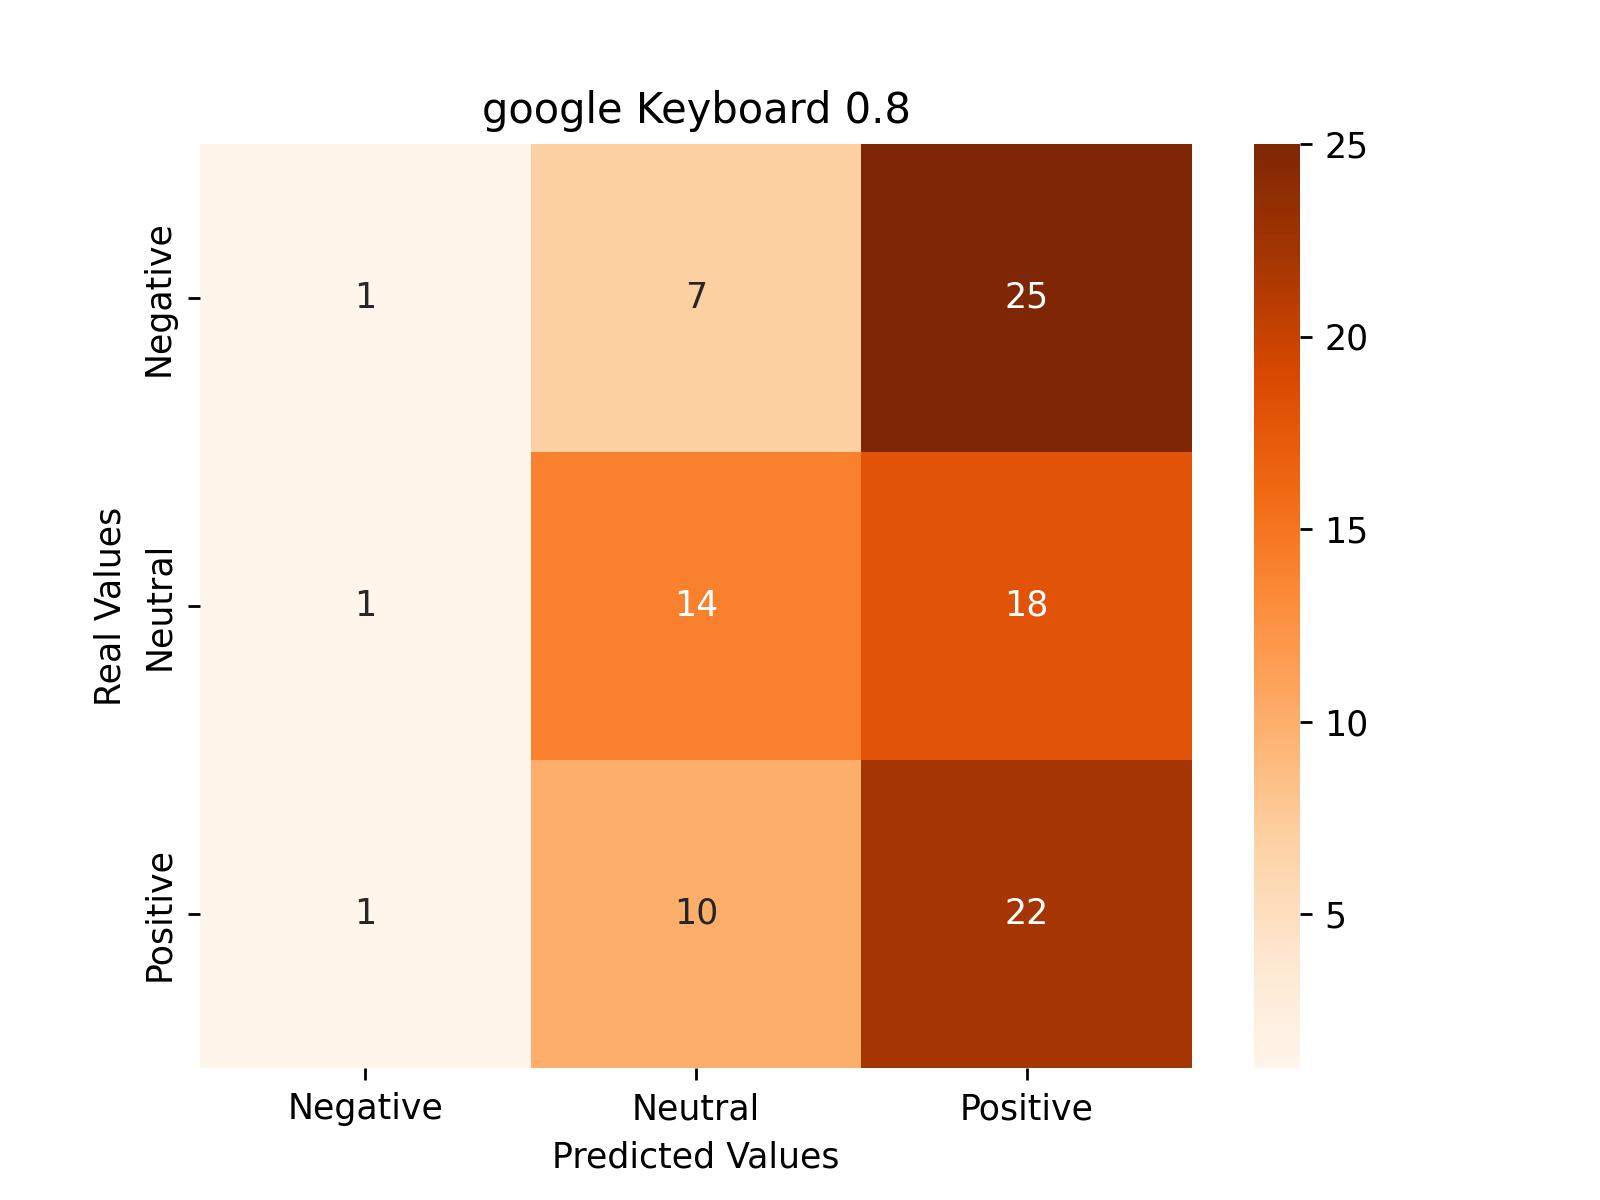 google Keyboard 0.8
Real Values
Negative
1 7 25
Neutral
1 14 18
Positive
1 10 22
Negative Neutral Positive
Predicted Values
25
20
15
10
5